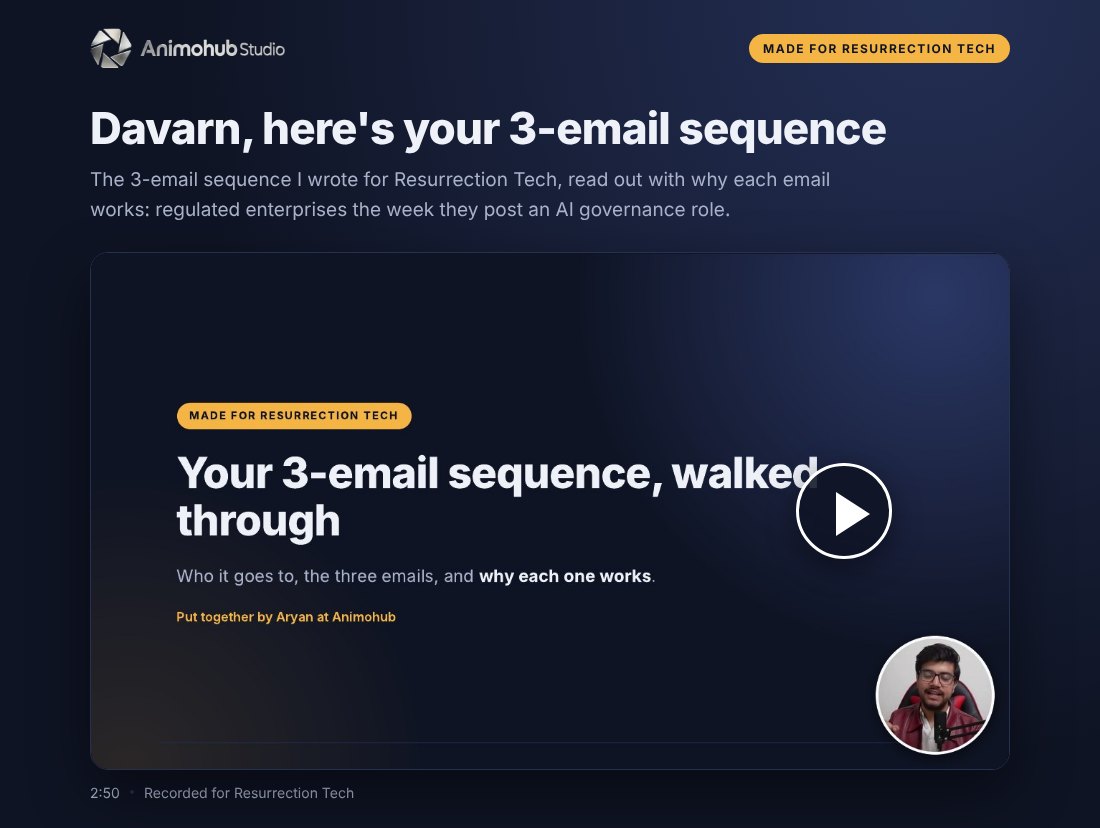 Animohub Studio
MADE FOR RESURRECTION TECH
Davarn, here's your 3-email sequence
The 3-email sequence I wrote for Resurrection Tech, read out with why each email
works: regulated enterprises the week they post an AI governance role.
MADE FOR RESURRECTION TECH
Your 3-email sequence, walked
through
Who it goes to, the three emails, and why each one works.
Put together by Aryan at Animohub
2:50 • Recorded for Resurrection Tech